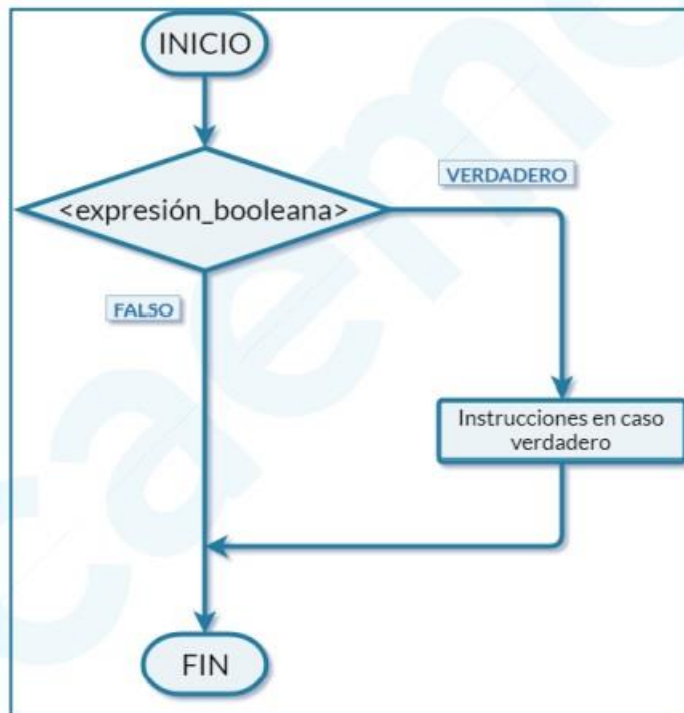 INICIO
<expresión_booleana>
VERDADERO
FALSO
Instrucciones en caso
verdadero
FIN